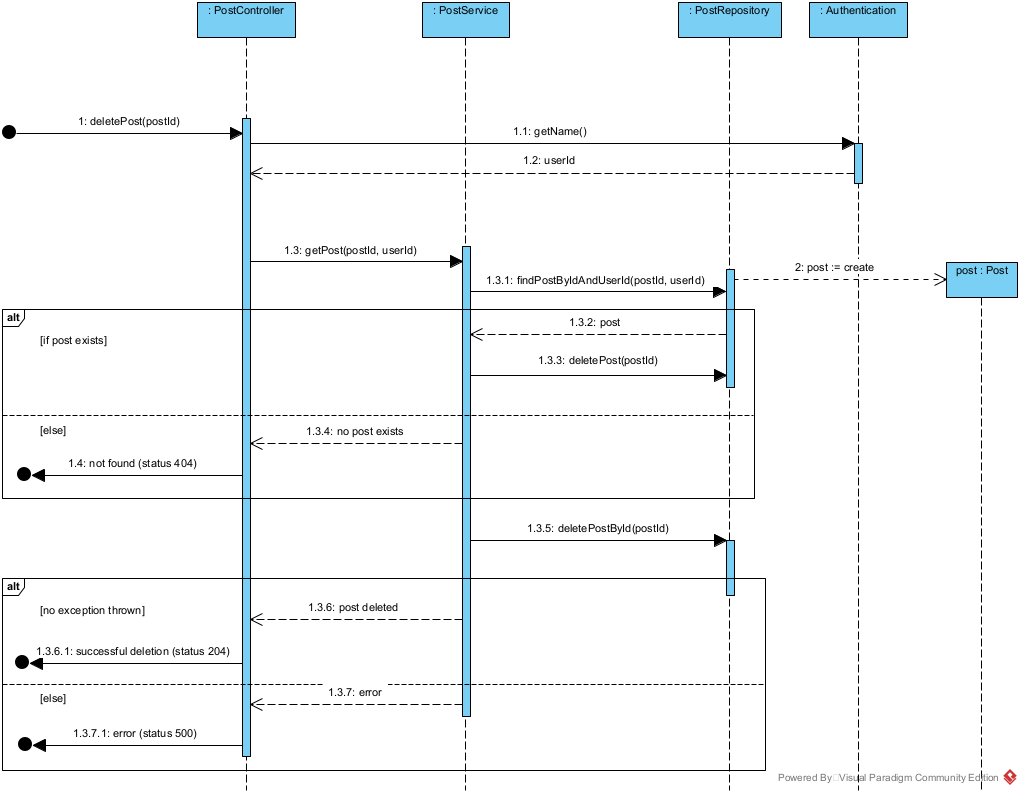 : PostController
: PostService
: PostRepository
: Authentication
1: deletePost(postId)
1.1: getName()
1.2: userId
1.3: getPost(postId, userId)
2: post := create
post : Post
1.3.1: findPostByIdAndUserId(postId, userId)
alt
1.3.2: post
[if post exists]
1.3.3: deletePost(postId)
[else]
1.3.4: no post exists
1.4: not found (status 404)
1.3.5: deletePostById(postId)
alt
[no exception thrown]
1.3.6: post deleted
1.3.6.1: successful deletion (status 204)
[else]
1.3.7: error
1.3.7.1: error (status 500)
Powered By Visual Paradigm Community Edition